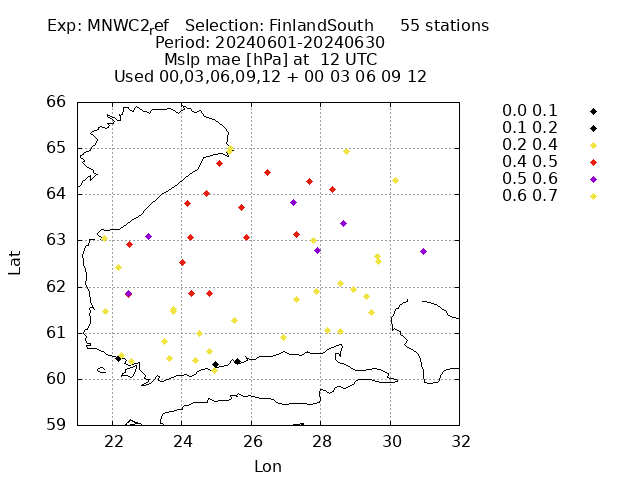 Exp: MNWC2ref   Selection: FinlandSouth     55 stations
Period: 20240601-20240630
Mslp mae [hPa] at  12 UTC
Used 00,03,06,09,12 + 00 03 06 09 12
66
65
64
63
62
61
60
59
Lat
22 24 26 28 30 32
Lon
0.0 0.1
0.1 0.2
0.2 0.4
0.4 0.5
0.5 0.6
0.6 0.7